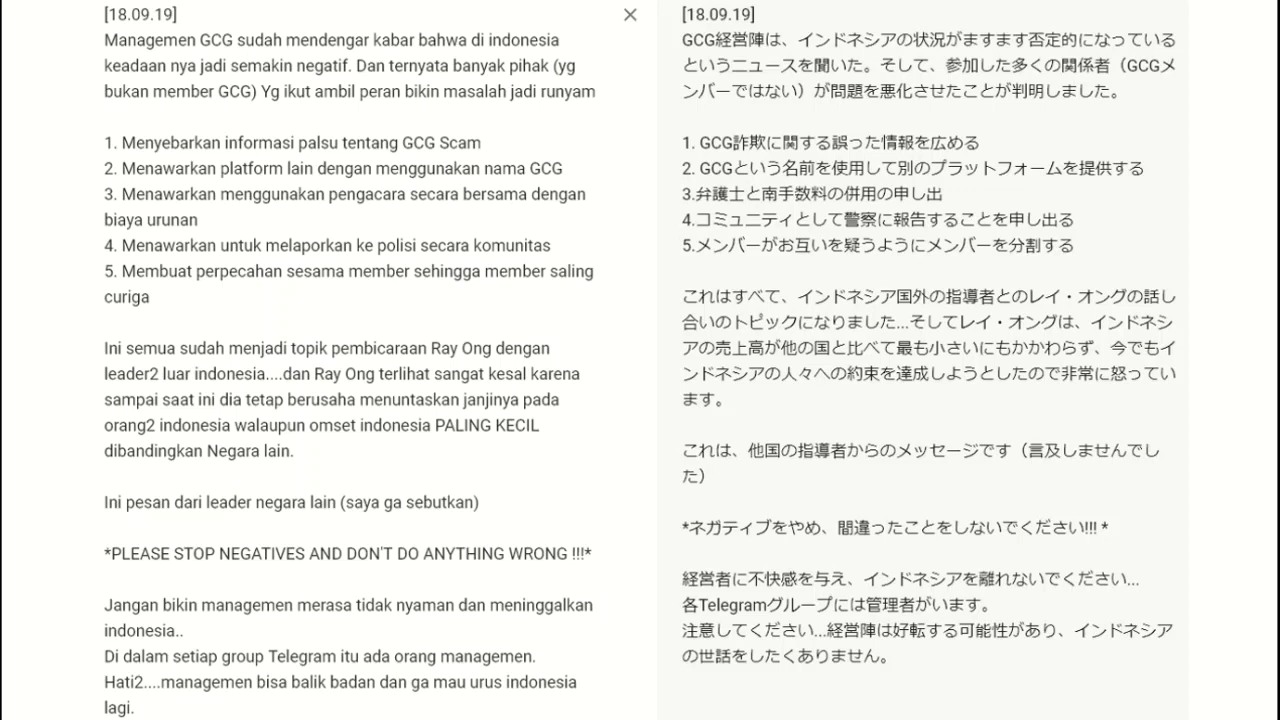 [18.09.19]
Managemen GCG sudah mendengar kabar bahwa di indonesia
keadaan nya jadi semakin negatif. Dan ternyata banyak pihak (yg
bukan member GCG) Yg ikut ambil peran bikin masalah jadi runyam
1. Menyebarkan informasi palsu tentang GCG Scam
2. Menawarkan platform lain dengan menggunakan nama GCG
3. Menawarkan menggunakan pengacara secara bersama dengan
biaya urunan
4. Menawarkan untuk melaporkan ke polisi secara komunitas
5. Membuat perpecahan sesama member sehingga member saling
curiga
Ini semua sudah menjadi topik pembicaraan Ray Ong dengan
leader2 luar indonesia....dan Ray Ong terlihat sangat kesal karena
sampai saat ini dia tetap berusaha menuntaskan janjinya pada
orang2 indonesia walaupun omset indonesia PALING KECIL
dibandingkan Negara lain.
Ini pesan dari leader negara lain (saya ga sebutkan)
*PLEASE STOP NEGATIVES AND DON'T DO ANYTHING WRONG !!!*
Jangan bikin managemen merasa tidak nyaman dan meninggalkan
indonesia..
Di dalam setiap group Telegram itu ada orang managemen.
Hati2....managemen bisa balik badan dan ga mau urus indonesia
lagi.
[18.09.19]
GCG経営陣は、インドネシアの状況がますます否定的になっている
というニュースを聞いた。そして、参加した多くの関係者（GCGメ
ンバーではない）が問題を悪化させたことが判明しました。
1. GCG詐欺に関する誤った情報を広める
2. GCGという名前を使用して別のプラットフォームを提供する
3.弁護士と南手数料の併用の申し出
4.コミュニティとして警察に報告することを申し出る
5.メンバーがお互いを疑うようにメンバーを分割する
これはすべて、インドネシア国外の指導者とのレイ・オングの話し
合いのトピックになりました...そしてレイ・オングは、インドネシ
アの売上高が他の国と比べて最も小さいにもかかわらず、今でもイ
ンドネシアの人々への約束を達成しようとしたので非常に怒ってい
ます。
これは、他国の指導者からのメッセージです（言及しませんでし
た）
*ネガティブをやめ、間違ったことをしないでください!!! *
経営者に不快感を与え、インドネシアを離れないでください...
各Telegramグループには管理者がいます。
注意してください...経営陣は好転する可能性があり、インドネシア
の世話をしたくありません。